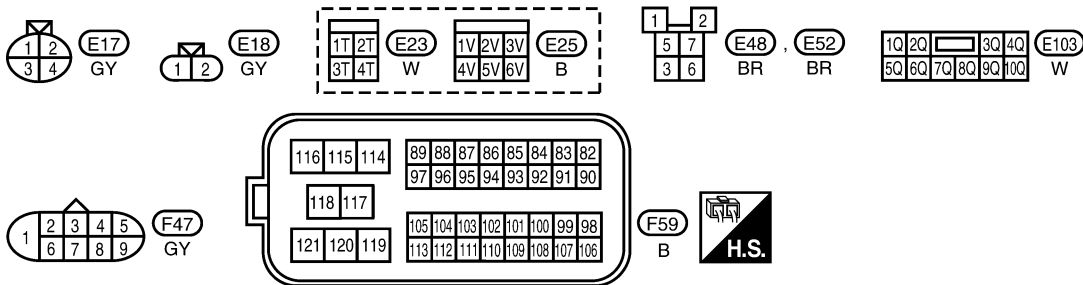 1 2
3 4
E17
GY
1 2
E18
GY
1T 2T
3T 4T
E23
W
1V 2V 3V
4V 5V 6V
E25
B
1 2
5 7
3 6
E48 , E52
BR BR
1Q 2Q 3Q 4Q
5Q 6Q 7Q 8Q 9Q 10Q
E103
W
1 2 3 4 5
6 7 8 9
F47
GY
116 115 114
118 117
121 120 119
89 88 87 86 85 84 83 82
97 96 95 94 93 92 91 90
105 104 103 102 101 100 99 98
113 112 111 110 109 108 107 106
F59
B
H.S.